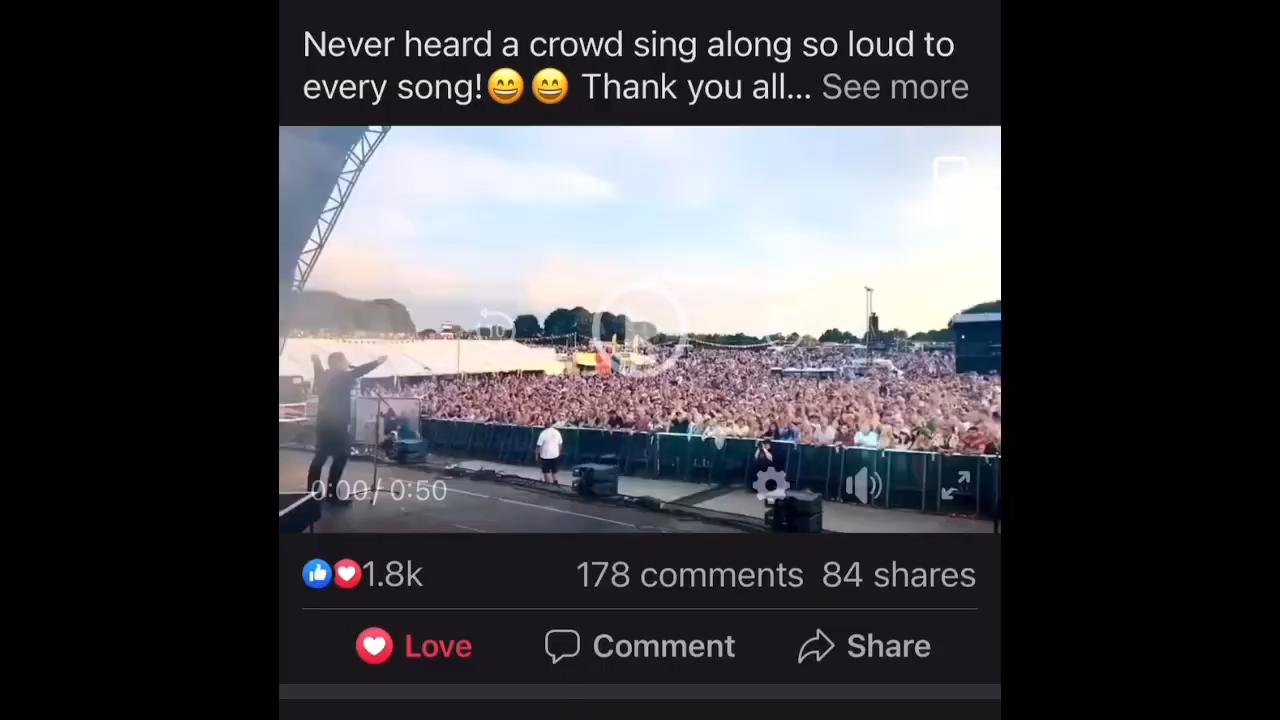 Never heard a crowd sing along so loud to
every song!😄😄 Thank you all... See more
10
0:00 / 0:50
1.8k 178 comments 84 shares
Love Comment Share